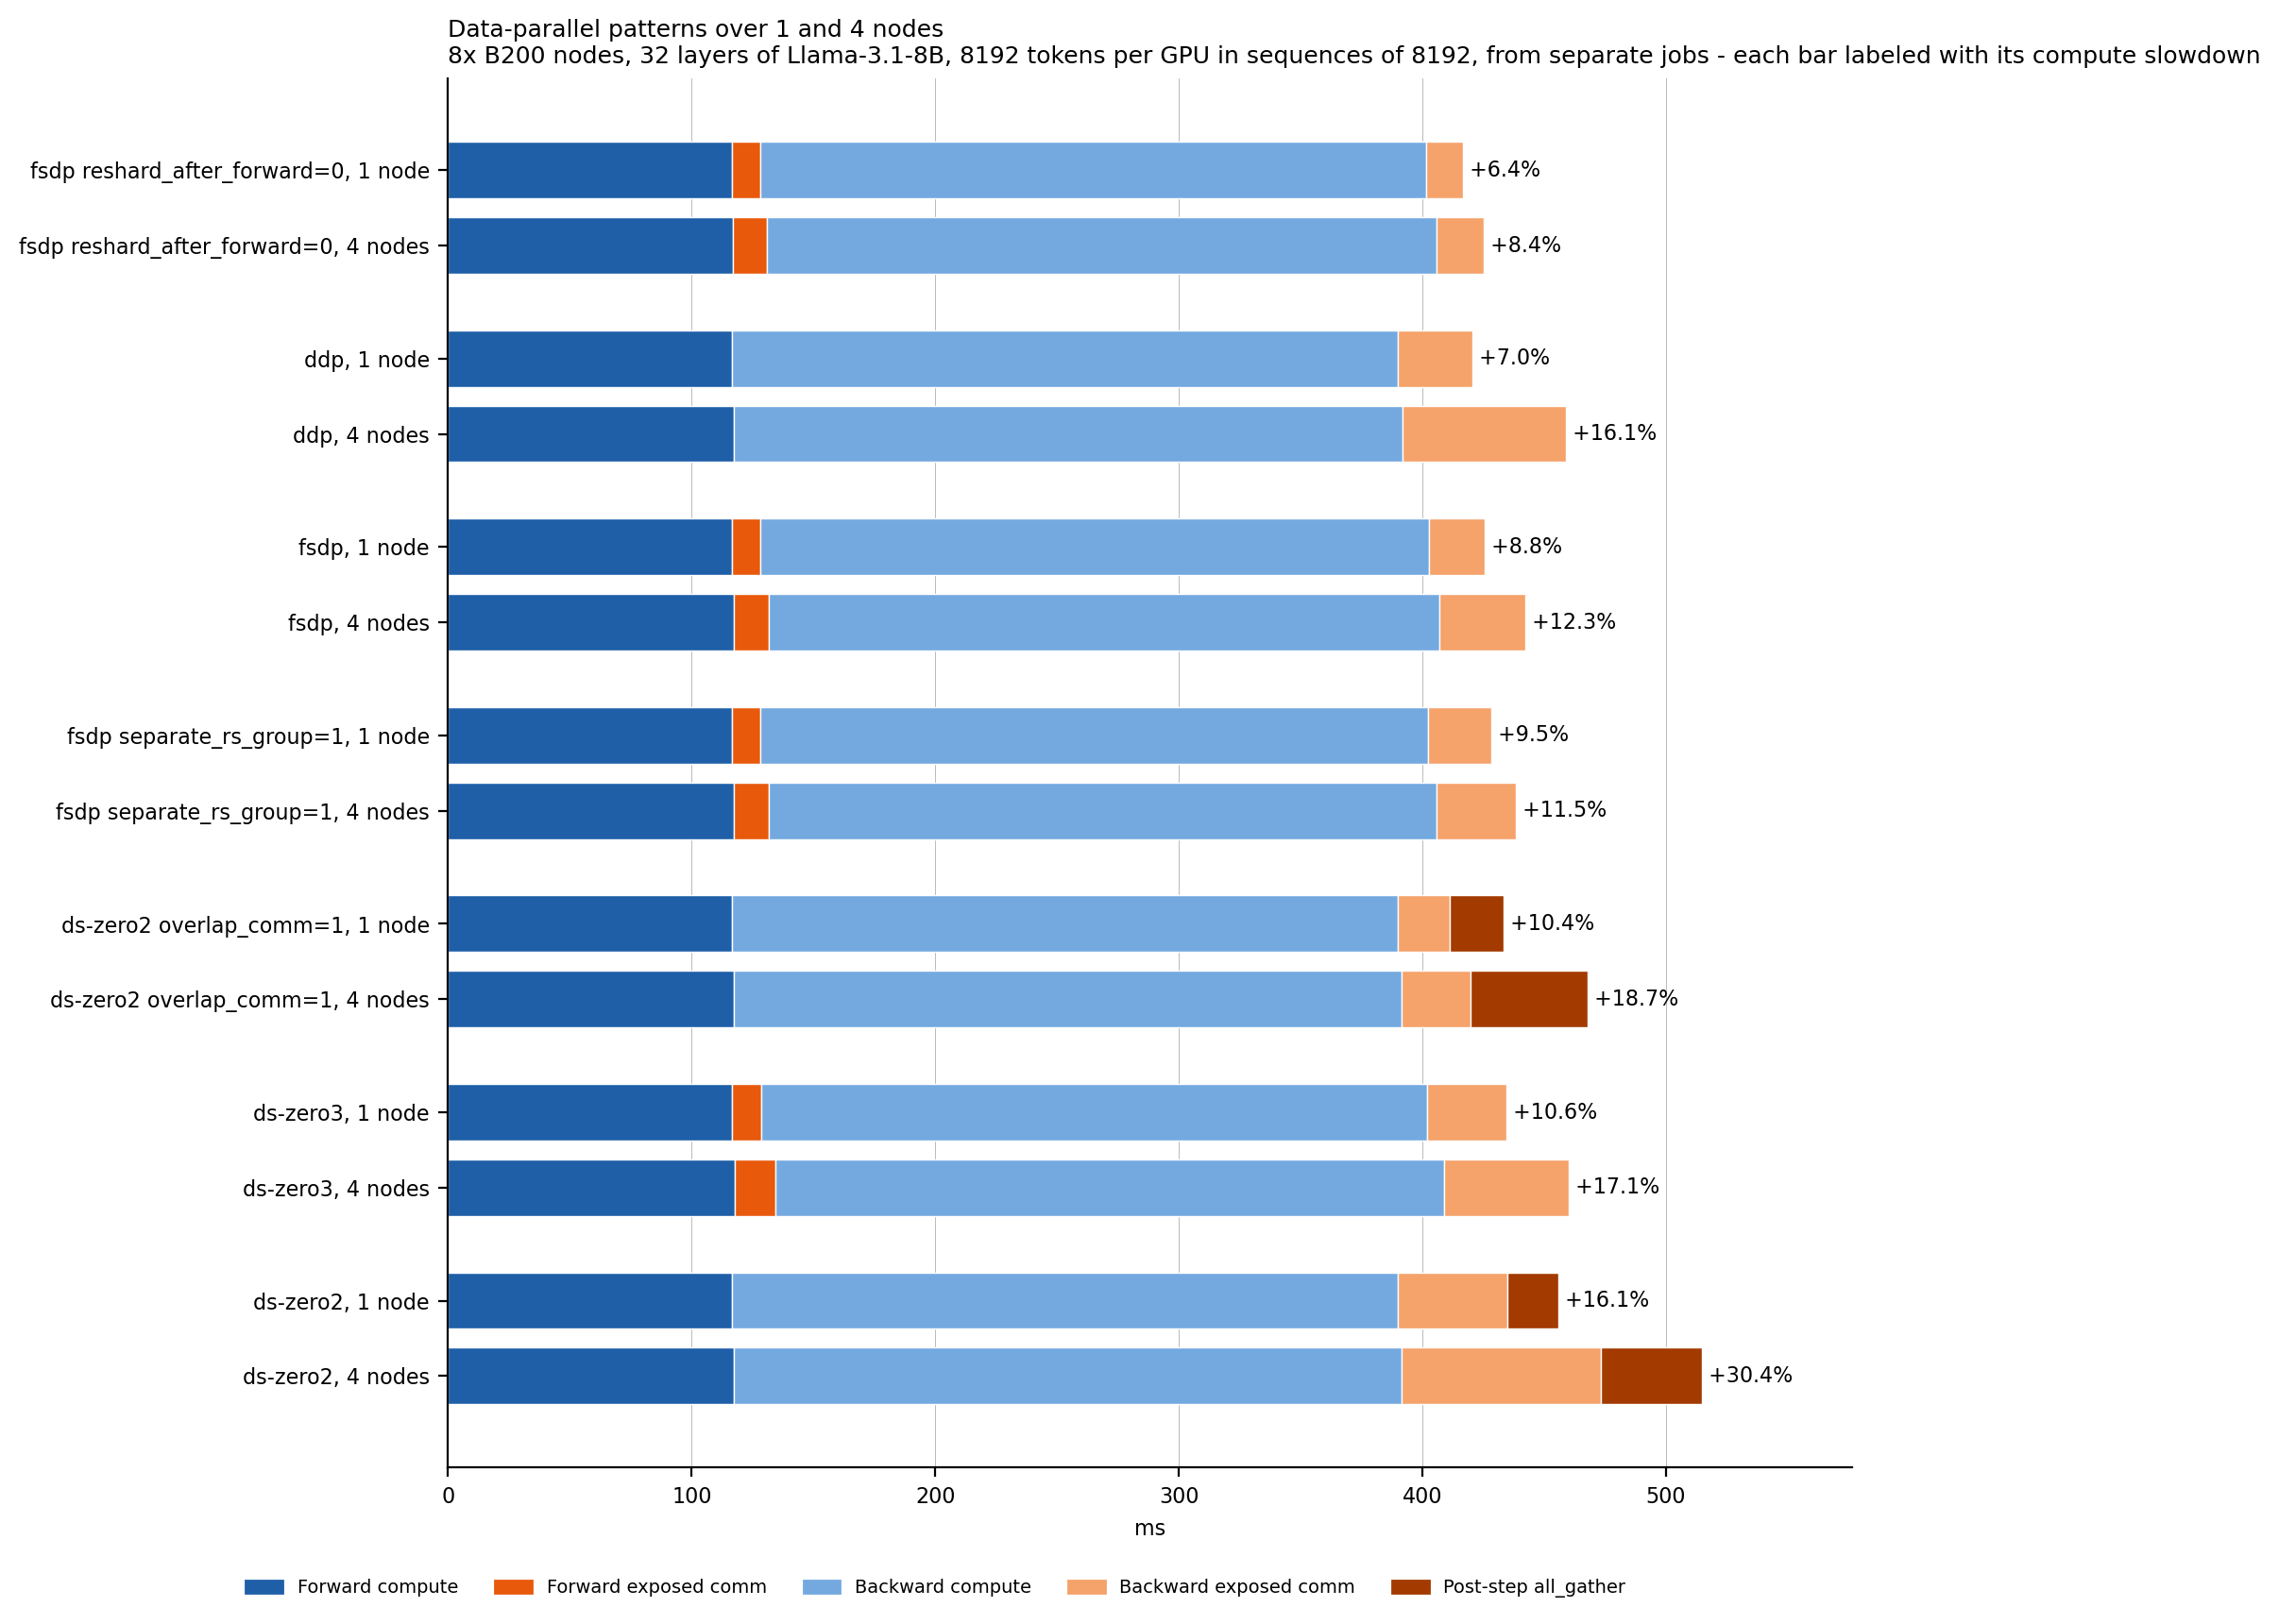 Data-parallel patterns over 1 and 4 nodes
8x B200 nodes, 32 layers of Llama-3.1-8B, 8192 tokens per GPU in sequences of 8192, from separate jobs - each bar labeled with its compute slowdown
fsdp reshard_after_forward=0, 1 node
+6.4%
fsdp reshard_after_forward=0, 4 nodes
+8.4%
ddp, 1 node
+7.0%
ddp, 4 nodes
+16.1%
fsdp, 1 node
+8.8%
fsdp, 4 nodes
+12.3%
fsdp separate_rs_group=1, 1 node
+9.5%
fsdp separate_rs_group=1, 4 nodes
+11.5%
ds-zero2 overlap_comm=1, 1 node
+10.4%
ds-zero2 overlap_comm=1, 4 nodes
+18.7%
ds-zero3, 1 node
+10.6%
ds-zero3, 4 nodes
+17.1%
ds-zero2, 1 node
+16.1%
ds-zero2, 4 nodes
+30.4%
0 100 200 300 400 500
ms
Forward compute Forward exposed comm Backward compute Backward exposed comm Post-step all_gather